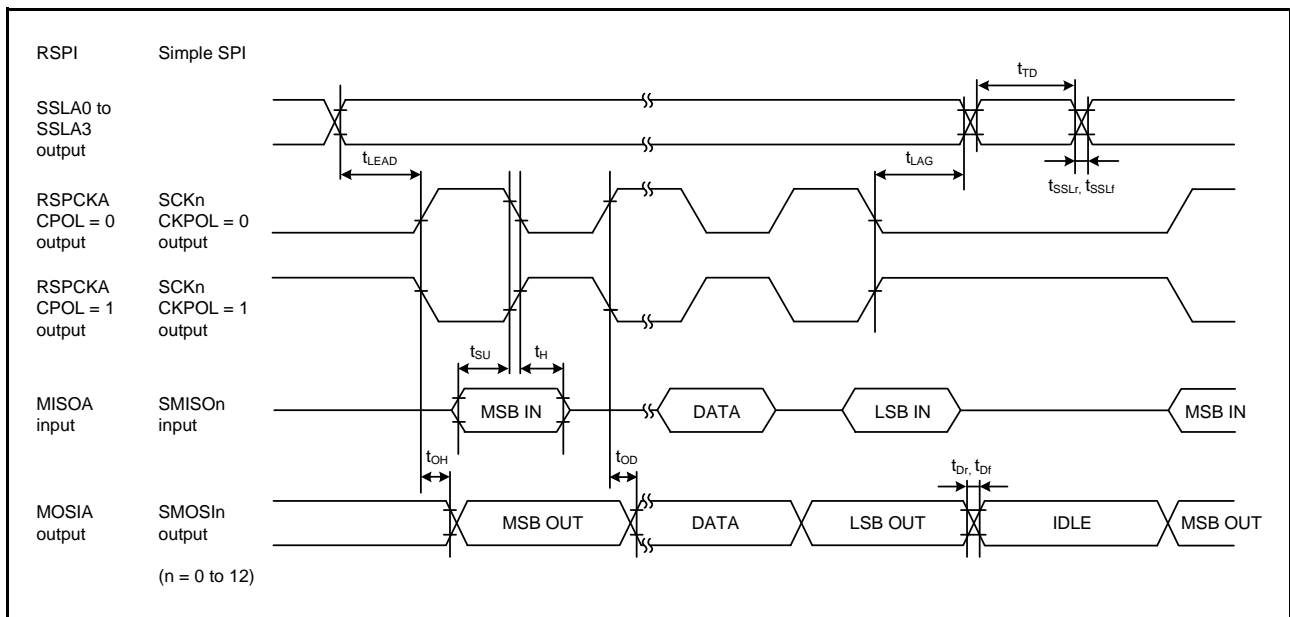 RSPI Simple SPI
tTD
SSLA0 to
SSLA3
output
tLEAD
tLAG
tSSLr, tSSLf
RSPCKA SCKn
CPOL = 0 CKPOL = 0
output output
RSPCKA SCKn
CPOL = 1 CKPOL = 1
output output
tSU tH
MISOA SMISOn
input input
MSB IN DATA LSB IN MSB IN
tOH tOD tDr, tDf
MOSIA SMOSIn
output output
MSB OUT DATA LSB OUT IDLE MSB OUT
(n = 0 to 12)